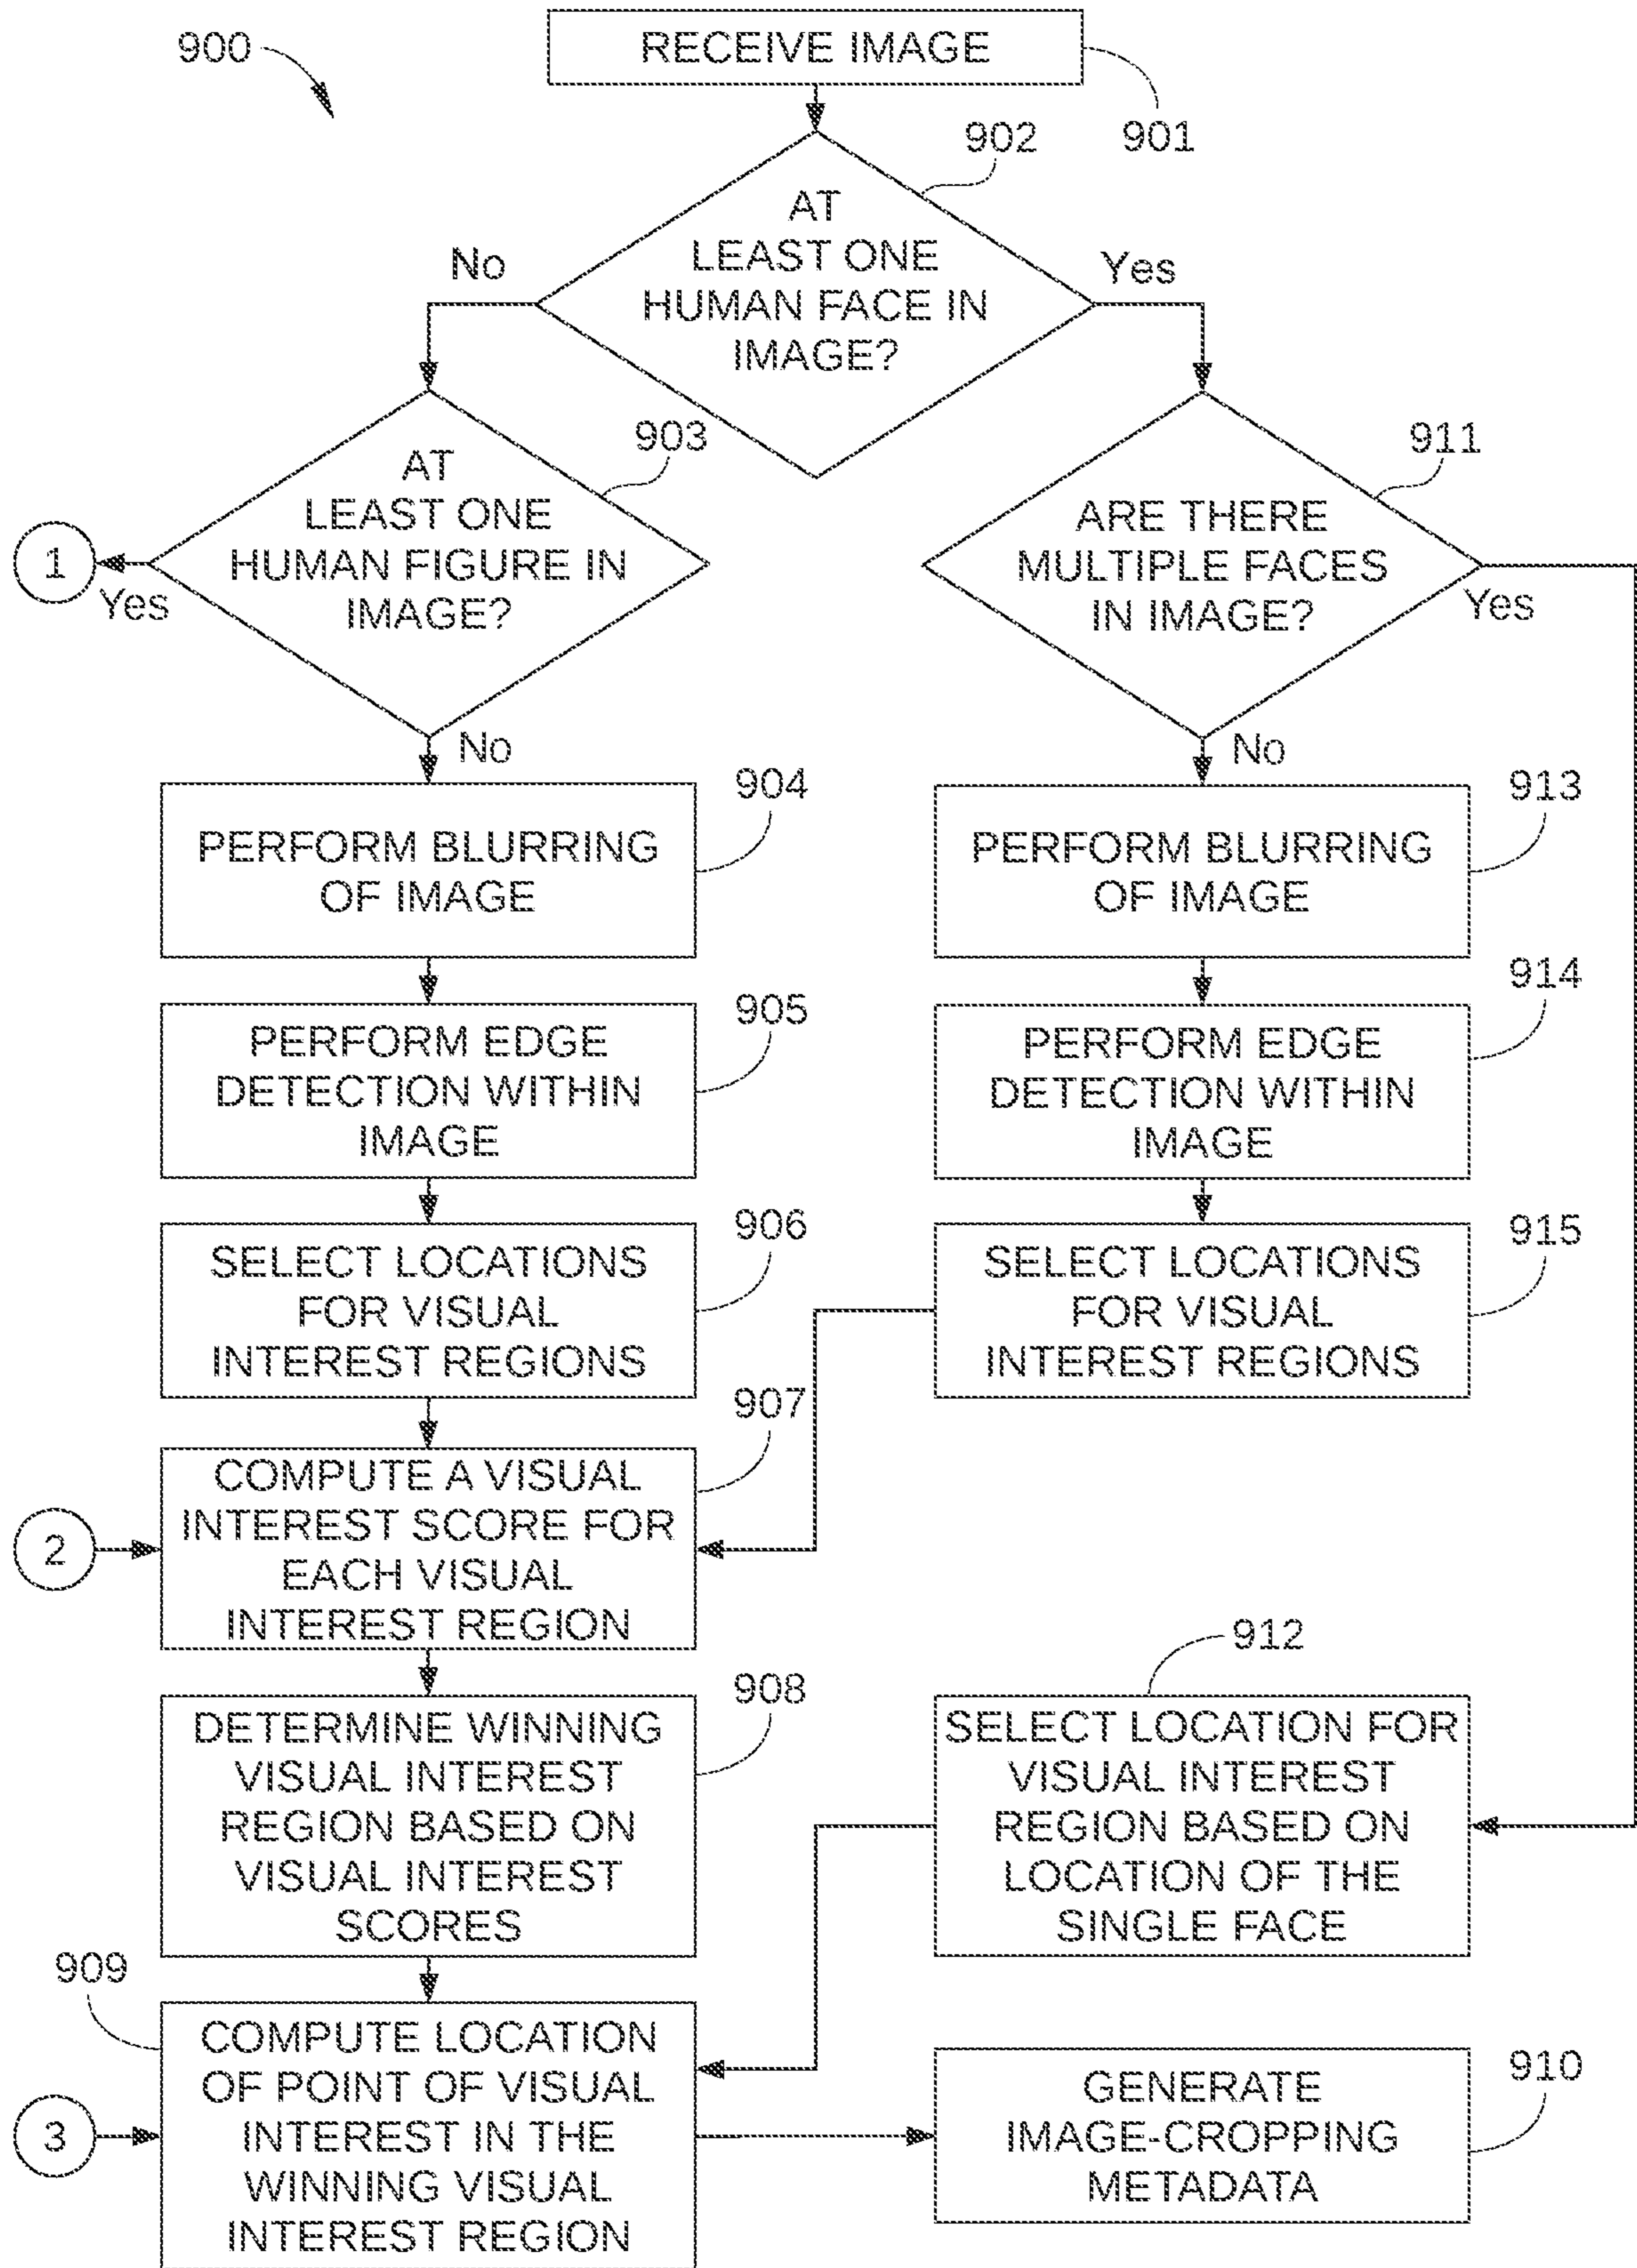 900
RECEIVE IMAGE
901
902
AT
LEAST ONE
HUMAN FACE IN
IMAGE?
No
Yes
903
AT
LEAST ONE
HUMAN FIGURE IN
IMAGE?
1
Yes
No
911
ARE THERE
MULTIPLE FACES
IN IMAGE?
Yes
No
904
PERFORM BLURRING
OF IMAGE
913
PERFORM BLURRING
OF IMAGE
905
PERFORM EDGE
DETECTION WITHIN
IMAGE
914
PERFORM EDGE
DETECTION WITHIN
IMAGE
906
SELECT LOCATIONS
FOR VISUAL
INTEREST REGIONS
915
SELECT LOCATIONS
FOR VISUAL
INTEREST REGIONS
907
COMPUTE A VISUAL
INTEREST SCORE FOR
EACH VISUAL
INTEREST REGION
2
908
DETERMINE WINNING
VISUAL INTEREST
REGION BASED ON
VISUAL INTEREST
SCORES
912
SELECT LOCATION FOR
VISUAL INTEREST
REGION BASED ON
LOCATION OF THE
SINGLE FACE
909
COMPUTE LOCATION
OF POINT OF VISUAL
INTEREST IN THE
WINNING VISUAL
INTEREST REGION
3
910
GENERATE
IMAGE-CROPPING
METADATA